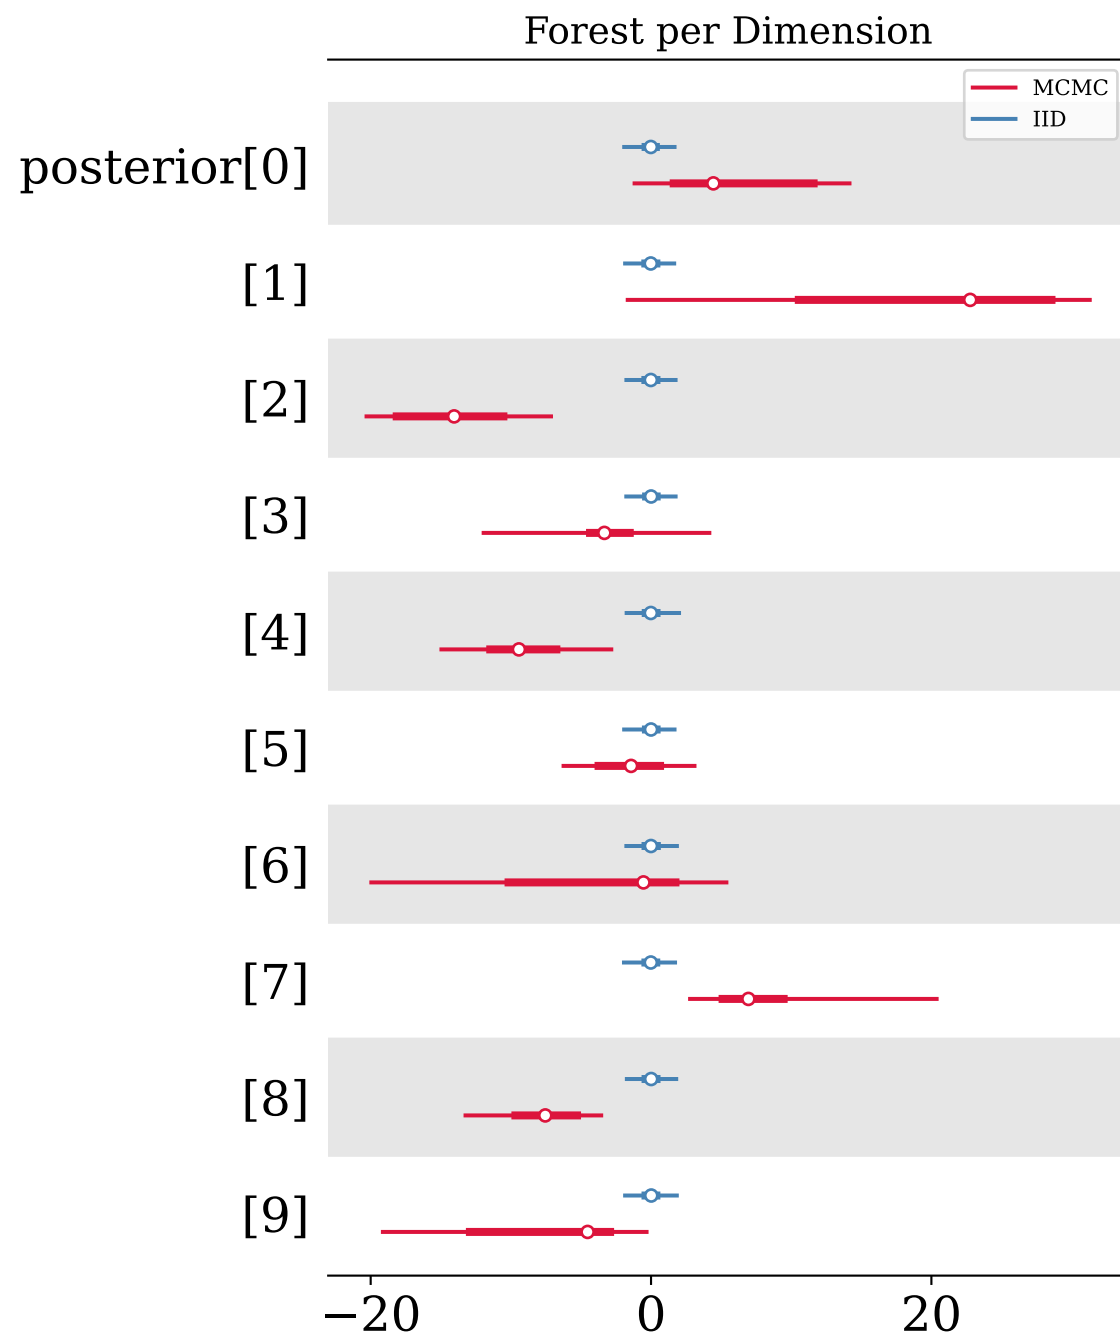 Forest per Dimension
MCMC
IID
posterior[0]
[1]
[2]
[3]
[4]
[5]
[6]
[7]
[8]
[9]
−20 0 20